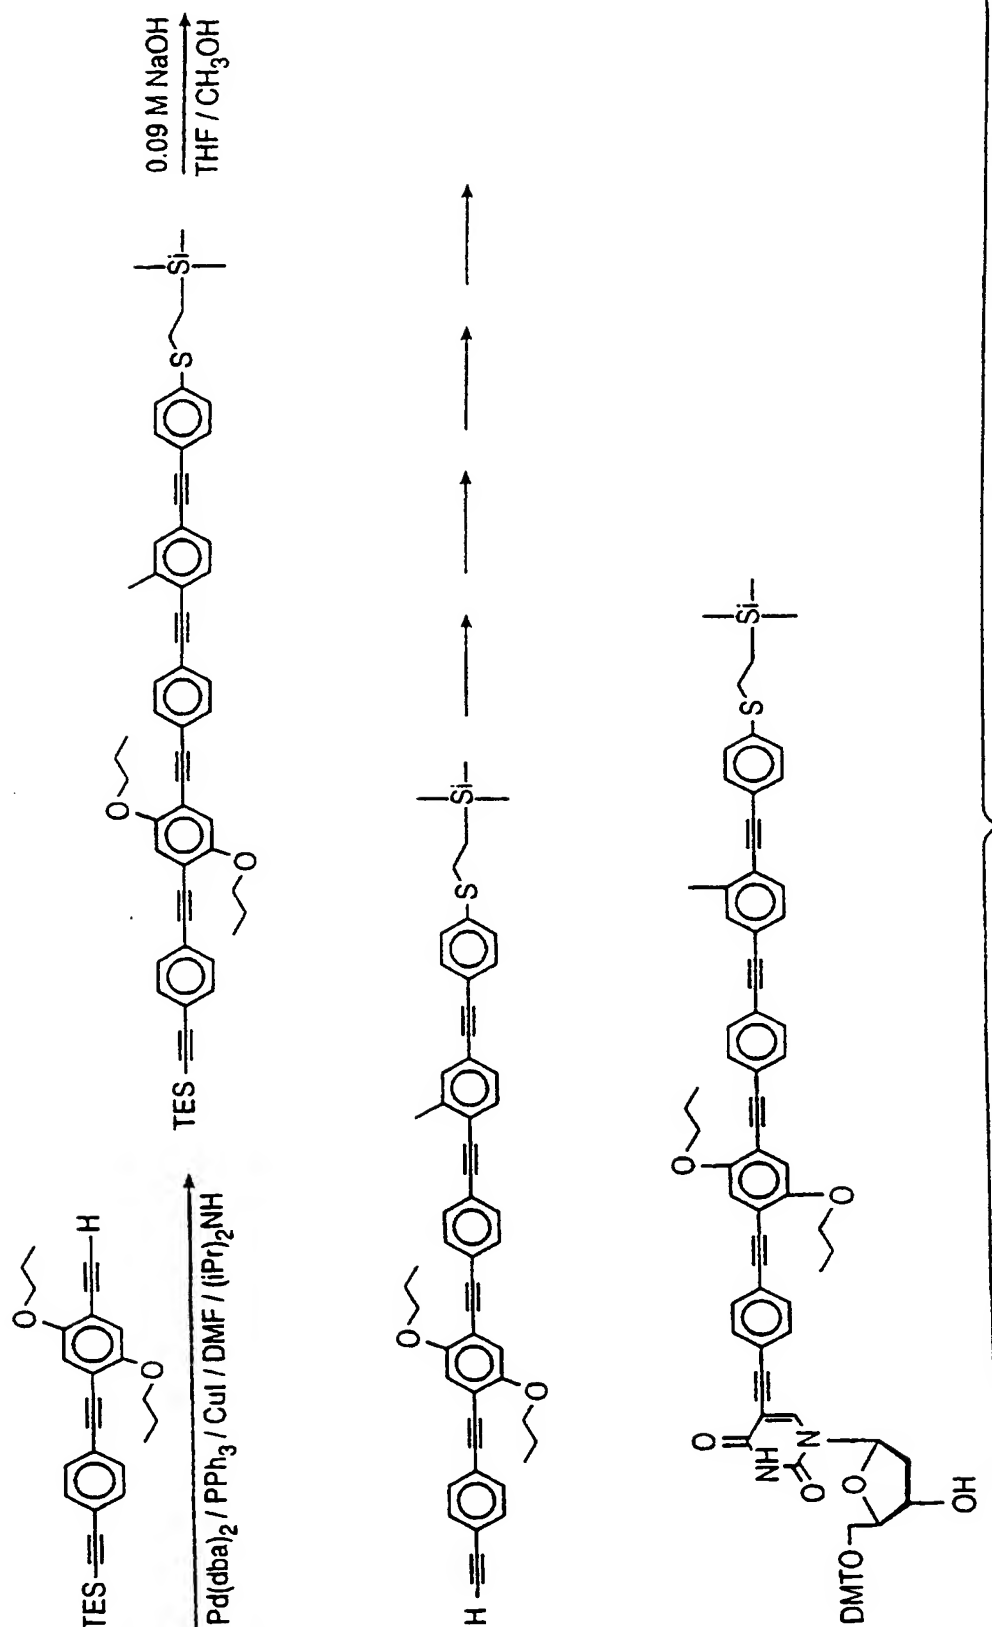 TES
O
O
H
Pd(dba)2 / PPh3 / CuI / DMF / (iPr)2NH
TES
O
O
S
Si
0.09 M NaOH
THF / CH3OH
H
O
O
S
Si
O
NH
O
N
O
DMTO
OH
O
O
S
Si